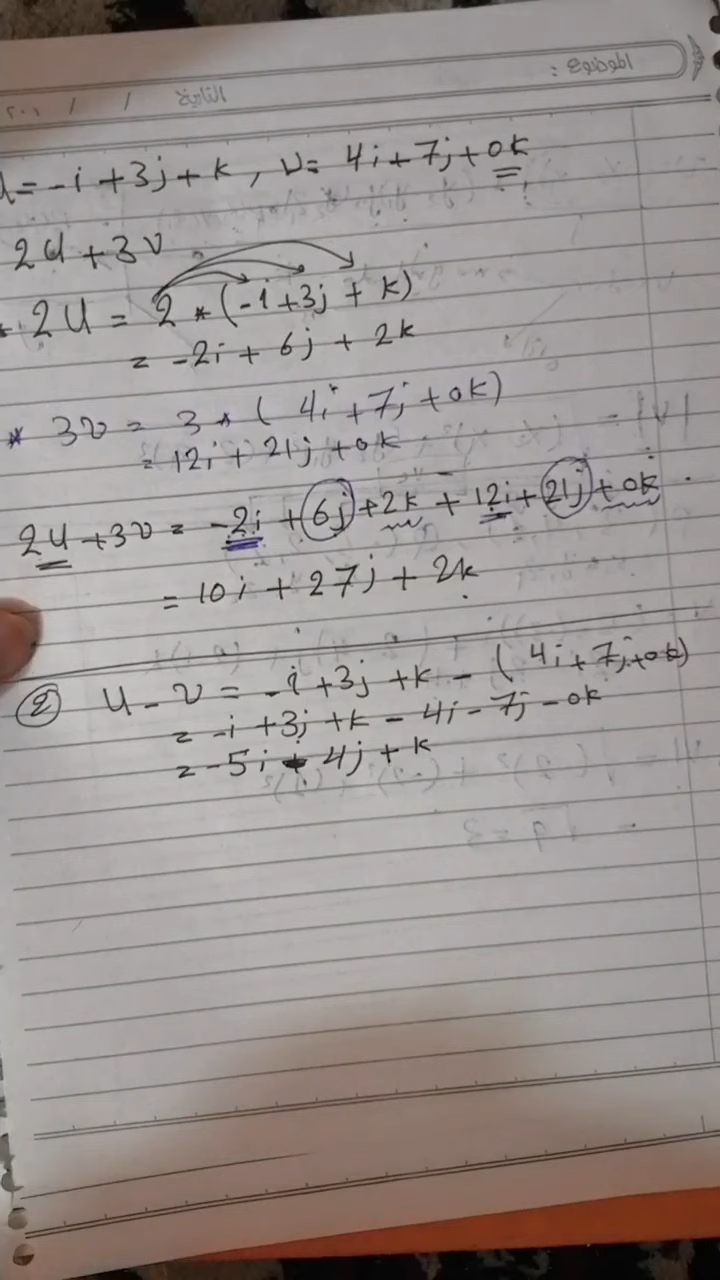 الموضوع :
التاريخ / / ٢٠
u = -i + 3j + k , v = 4i + 7j + 0k
2u + 3v
* 2u = 2 * (-i + 3j + k)
= -2i + 6j + 2k
* 3v = 3 * ( 4i + 7j + 0k)
= 12i + 21j + 0k
2u + 3v = -2i + 6j + 2k + 12i + 21j + 0k
= 10i + 27j + 2k
② u - v = -i + 3j + k - ( 4i + 7j + 0k)
= -i + 3j + k - 4i - 7j - 0k
= -5i - 4j + k